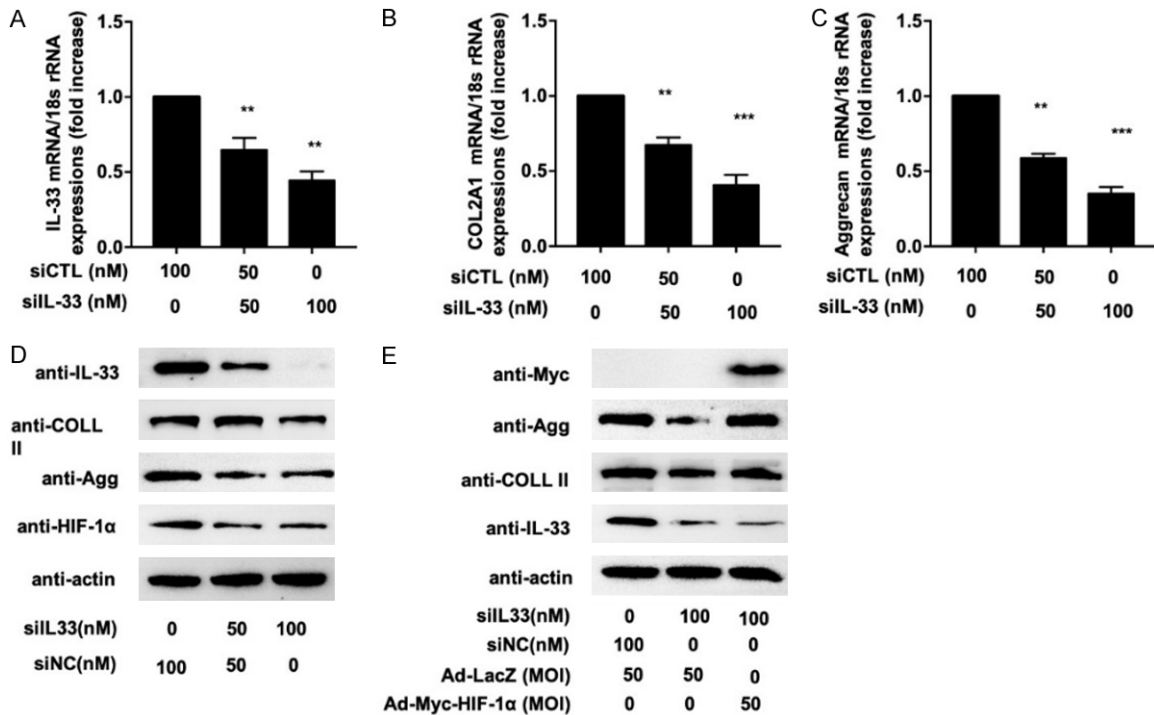 A
IL-33 mRNA/18s rRNA
expressions (fold increase)
1.5
1.0
0.5
0.0
**
**
siCTL (nM) 100 50 0
siIL-33 (nM) 0 50 100
B
COL2A1 mRNA/18s rRNA
expressions (fold increase)
1.5
1.0
0.5
0.0
**
***
siCTL (nM) 100 50 0
siIL-33 (nM) 0 50 100
C
Aggrecan mRNA/18s rRNA
expressions (fold increase)
1.5
1.0
0.5
0.0
**
***
siCTL (nM) 100 50 0
siIL-33 (nM) 0 50 100
D
anti-IL-33
anti-COLL
II
anti-Agg
anti-HIF-1α
anti-actin
siIL33(nM) 0 50 100
siNC(nM) 100 50 0
E
anti-Myc
anti-Agg
anti-COLL II
anti-IL-33
anti-actin
siIL33(nM) 0 100 100
siNC(nM) 100 0 0
Ad-LacZ (MOI) 50 50 0
Ad-Myc-HIF-1α (MOI) 0 0 50